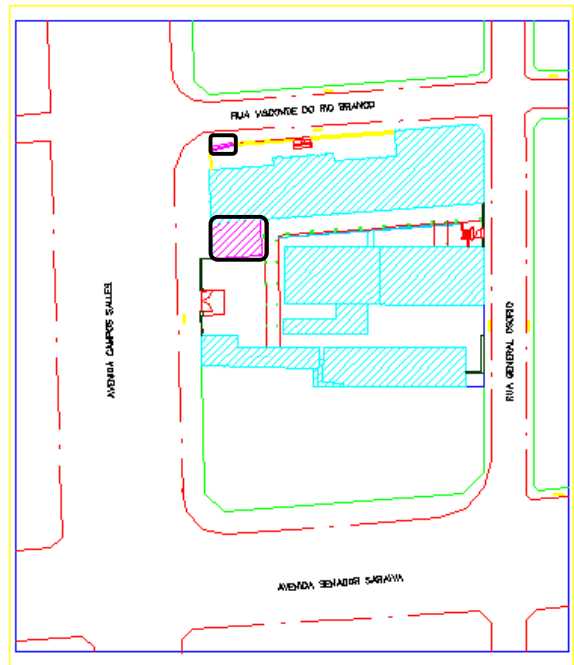 RUA VISCONDE DO RIO BRANCO
AVENIDA CAMPOS SALLES
RUA GENERAL OSORIO
AVENIDA SENADOR SARAIVA